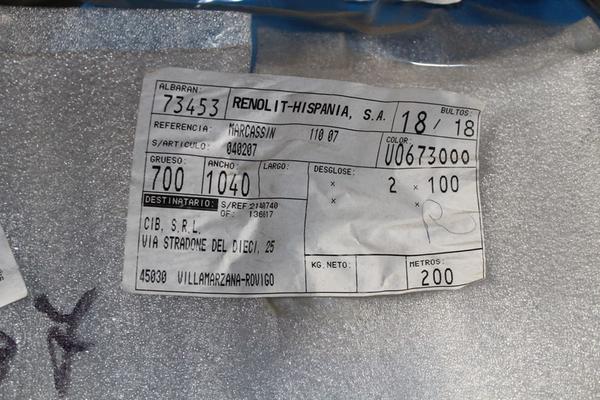 ALBARAN: 73453
RENOLIT-HISPANIA, S.A.
BULTOS: 18 / 18
REFERENCIA: MARCASSIN 110 07
S/ARTICULO: 040207
COLOR U0673000
GRUESO: 700
ANCHO: 1040
LARGO:
DESGLOSE:
× 2 × 100
× ×
DESTINATARIO: S/REF:2140740
OF: 136817
CIB, S.R.L.
VIA STRADONE DEL DIECI, 25
45030 VILLAMARZANA-ROVIGO
KG.NETO:
METROS: 200